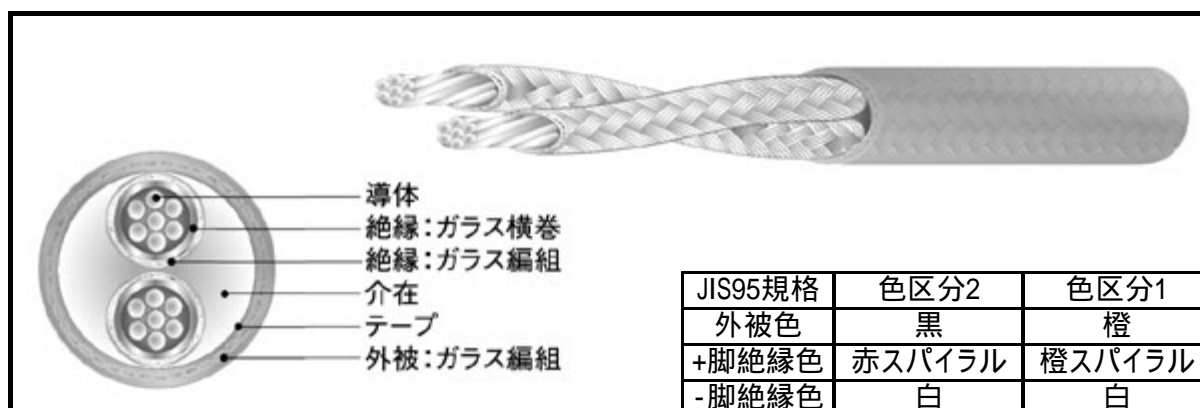 導体
絶縁：ガラス横巻
絶縁：ガラス編組
介在
テープ
外被：ガラス編組
JIS95規格 色区分2 色区分1
外被色 黒 橙
+脚絶縁色 赤スパイラル 橙スパイラル
-脚絶縁色 白 白